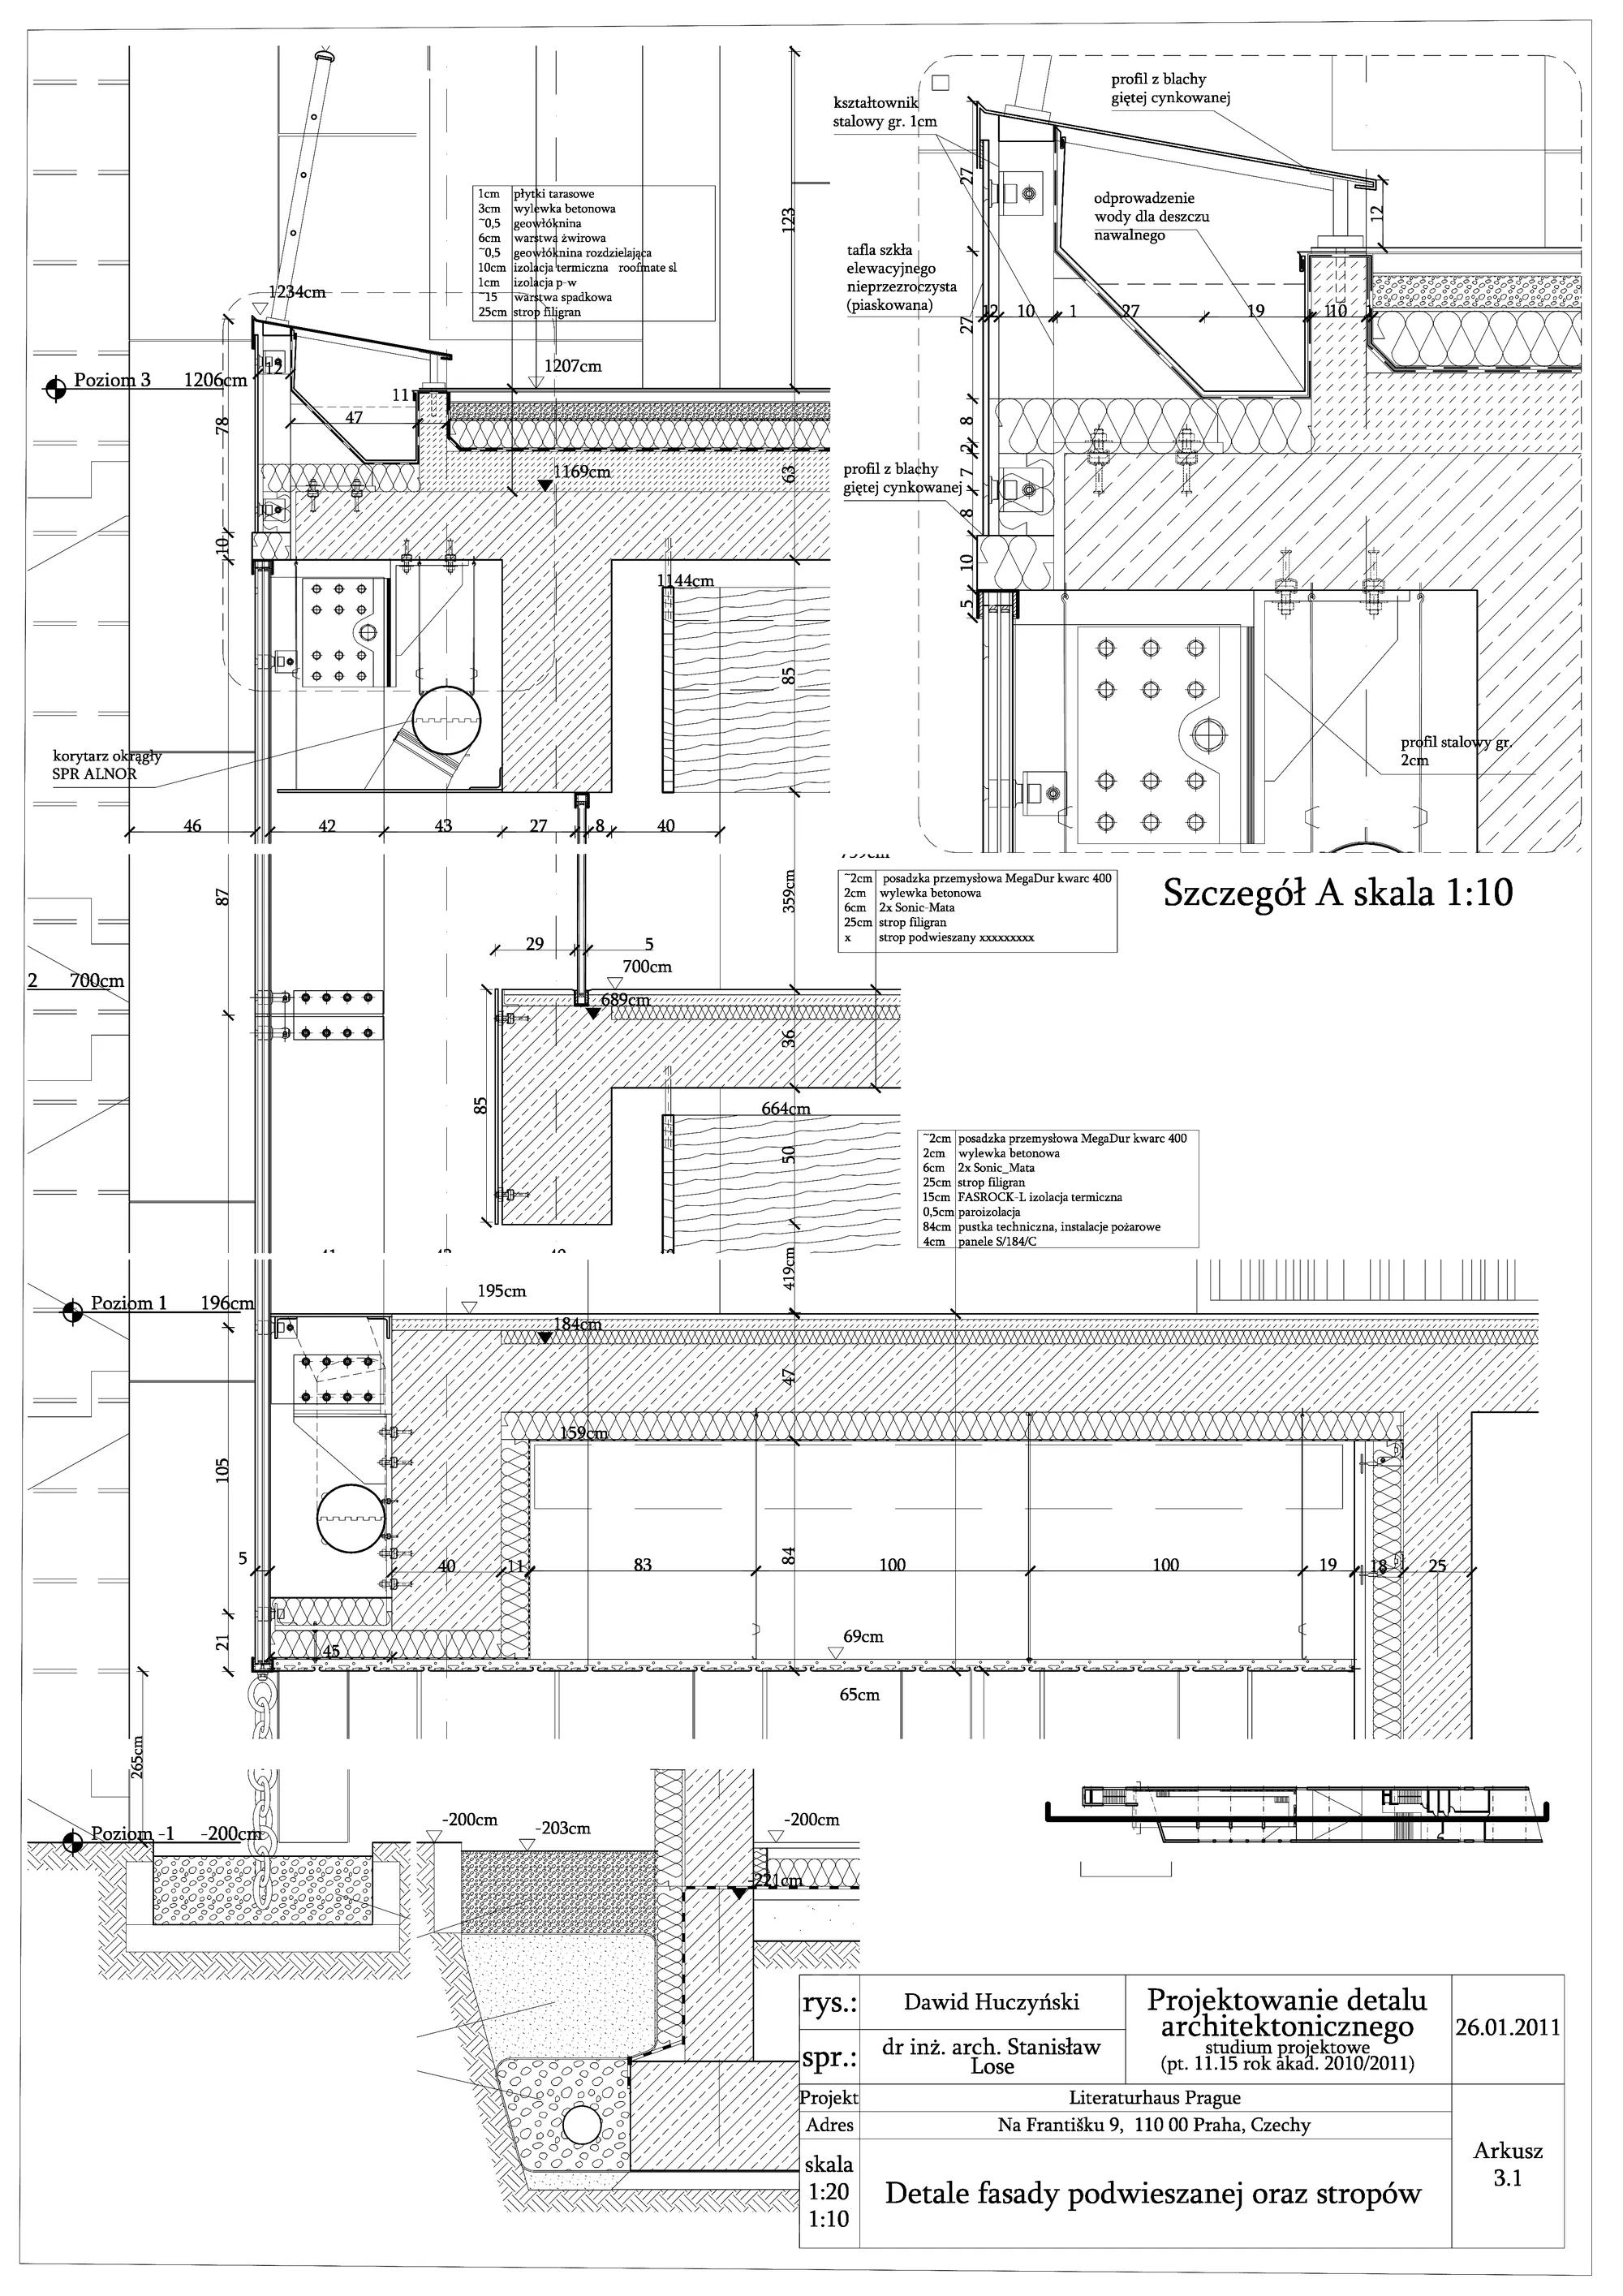 1cm płytki tarasowe
3cm wylewka betonowa
~0,5 geowłóknina
6cm warstwa żwirowa
~0,5 geowłóknina rozdzielająca
10cm izolacja termiczna roofmate sl
1cm izolacja p-w
~15 warstwa spadkowa
25cm strop filigran
123
1234cm
1207cm
Poziom 3 1206cm
12
11
47
78
1169cm
63
10
1144cm
85
korytarz okrągły
SPR ALNOR
46
42
43
27
8
40
kształtownik
stalowy gr. 1cm
profil z blachy
giętej cynkowanej
27
12
odprowadzenie
wody dla deszczu
nawalnego
tafla szkła
elewacyjnego
nieprzezroczysta
(piaskowana)
27
12
10
1
27
19
110
8
2
7
8
profil z blachy
giętej cynkowanej
10
5
profil stalowy gr.
2cm
Szczegół A skala 1:10
~2cm posadzka przemysłowa MegaDur kwarc 400
2cm wylewka betonowa
6cm 2x Sonic-Mata
25cm strop filigran
x strop podwieszany xxxxxxxxx
87
359cm
29
5
2 700cm
700cm
689cm
36
85
664cm
50
~2cm posadzka przemysłowa MegaDur kwarc 400
2cm wylewka betonowa
6cm 2x Sonic_Mata
25cm strop filigran
15cm FASROCK-L izolacja termiczna
0,5cm paroizolacja
84cm pustka techniczna, instalacje pożarowe
4cm panele S/184/C
419cm
Poziom 1 196cm
195cm
184cm
47
159cm
105
5
40
11
83
84
100
100
19
18
25
21
45
69cm
65cm
265cm
Poziom -1 -200cm
-200cm
-203cm
-200cm
-221cm
rys.: Dawid Huczyński
spr.: dr inż. arch. Stanisław
Lose
Projektowanie detalu
architektonicznego
studium projektowe
(pt. 11.15 rok akad. 2010/2011)
26.01.2011
Projekt Literaturhaus Prague
Adres Na Františku 9, 110 00 Praha, Czechy
skala
1:20
1:10
Detale fasady podwieszanej oraz stropów
Arkusz
3.1